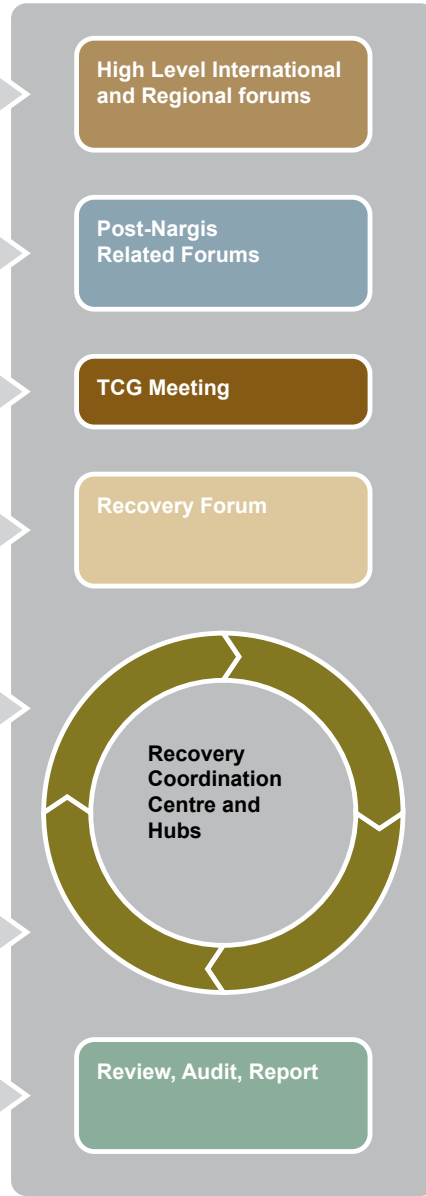 High Level International
and Regional forums
Post-Nargis
Related Forums
TCG Meeting
Recovery Forum
Recovery
Coordination
Centre and
Hubs
Review, Audit, Report